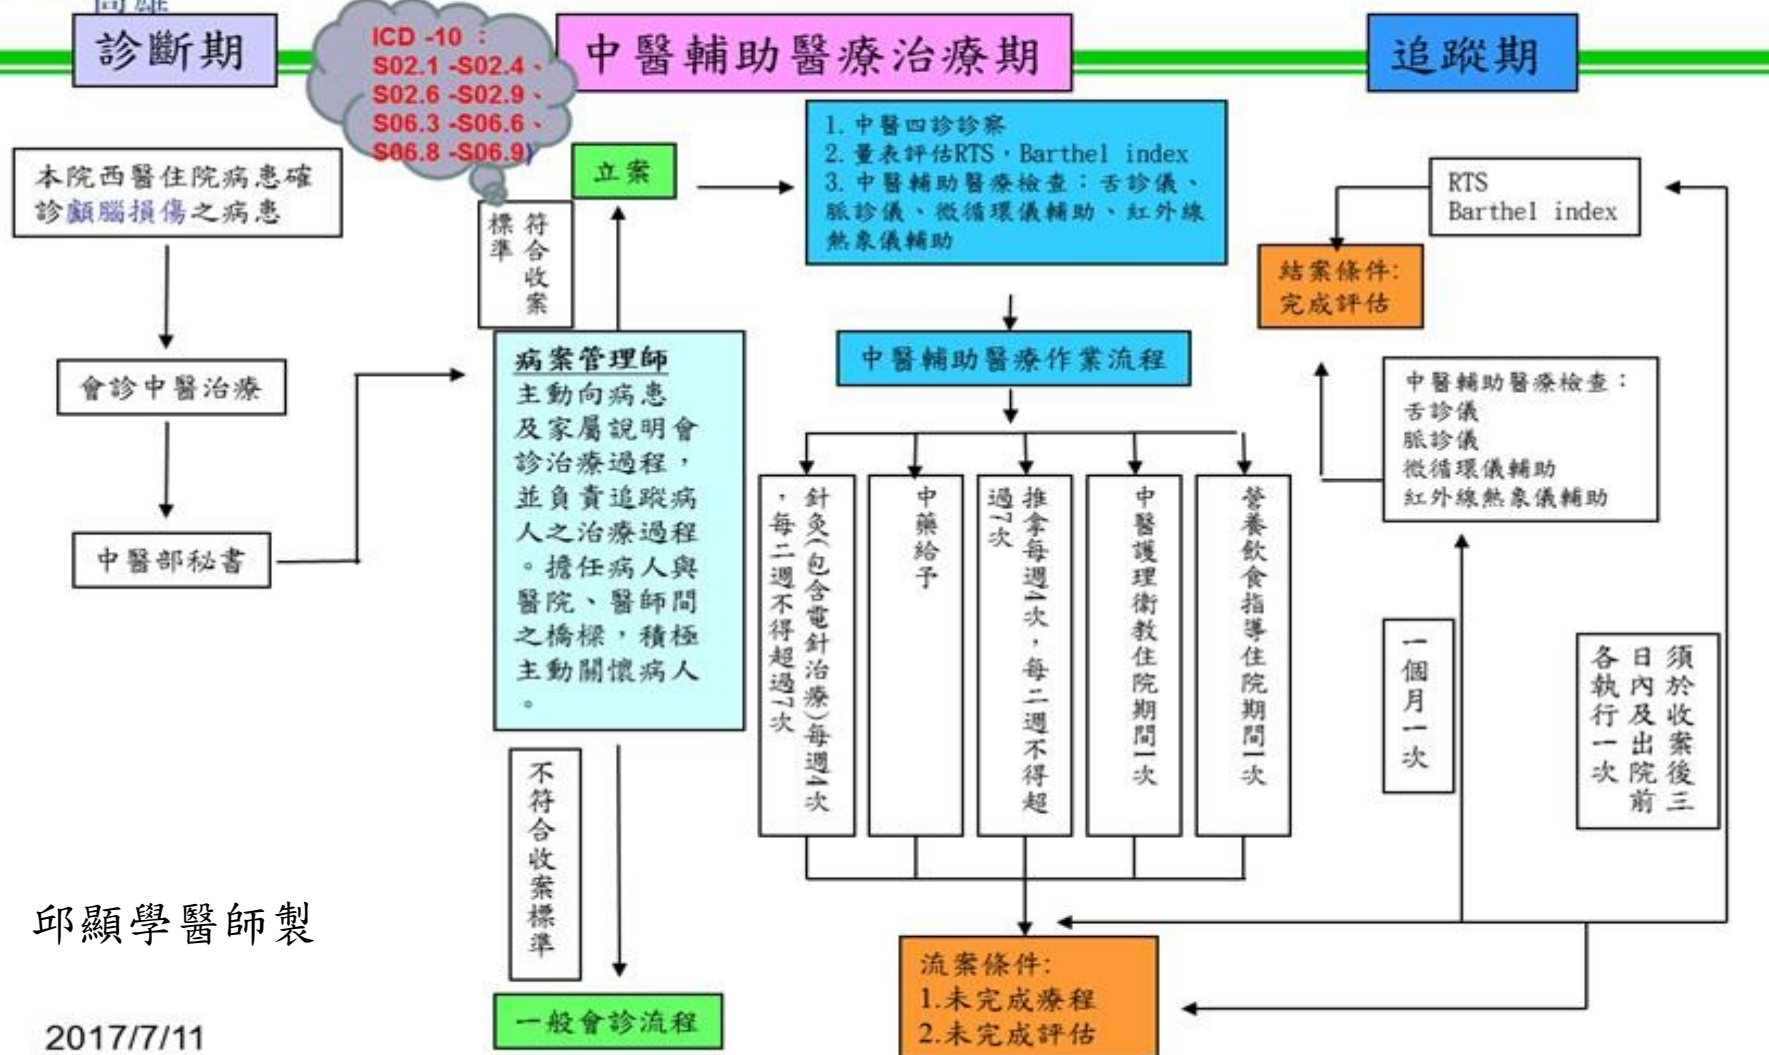 高雄
診斷期
中醫輔助醫療治療期
追蹤期
ICD -10 :
S02.1 -S02.4、
S02.6 -S02.9、
S06.3 -S06.6、
S06.8 -S06.9)
本院西醫住院病患確
診顱腦損傷之病患
會診中醫治療
中醫部秘書
符合收案
標準
立案
病案管理師
主動向病患
及家屬說明會
診治療過程，
並負責追蹤病
人之治療過程
。擔任病人與
醫院、醫師間
之橋樑，積極
主動關懷病人
。
不符合收案標準
一般會診流程
1. 中醫四診診察
2. 量表評估RTS，Barthel index
3. 中醫輔助醫療檢查：舌診儀、
脈診儀、微循環儀輔助、紅外線
熱象儀輔助
中醫輔助醫療作業流程
針灸(包含電針治療)每週4次
，每二週不得超過7次
中藥給予
推拿每週4次，每二週不得超
過7次
中醫護理衛教住院期間1次
營養飲食指導住院期間1次
流案條件:
1.未完成療程
2.未完成評估
RTS
Barthel index
結案條件:
完成評估
中醫輔助醫療檢查：
舌診儀
脈診儀
微循環儀輔助
紅外線熱象儀輔助
一個月一次
須於收案後三
日內及出院前
各執行一次
邱顯學醫師製
2017/7/11